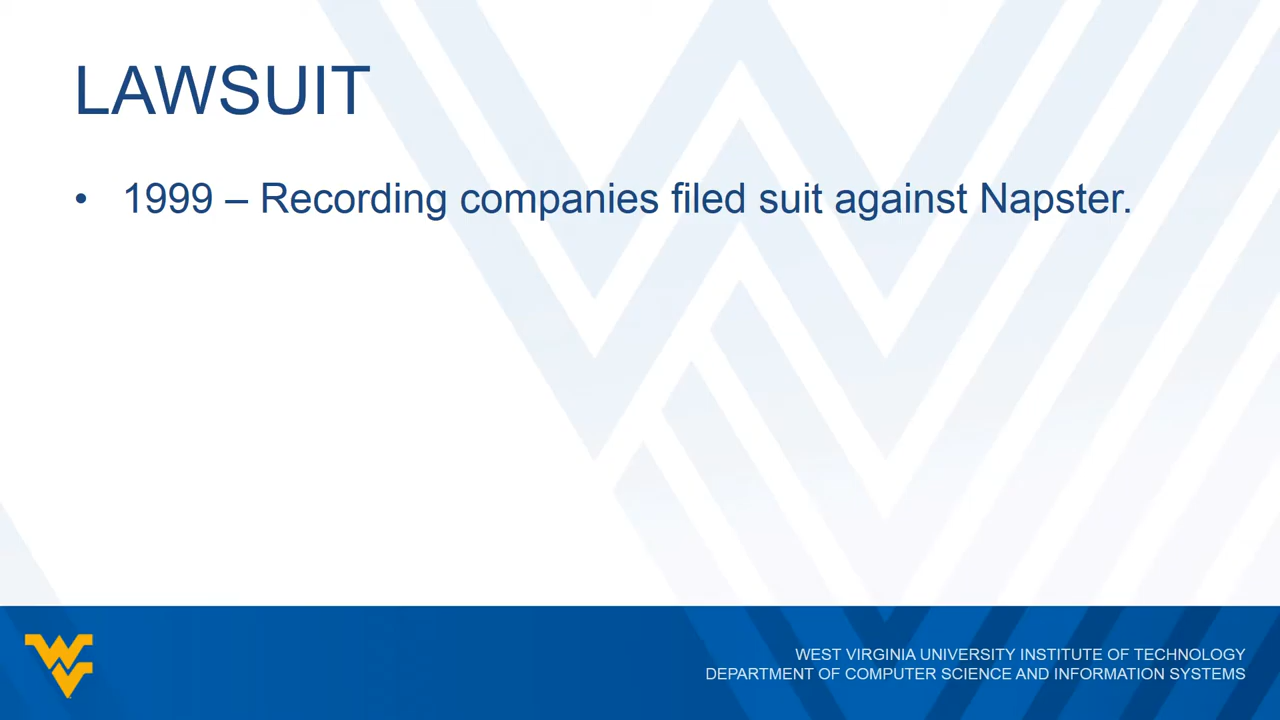 LAWSUIT
• 1999 – Recording companies filed suit against Napster.
WEST VIRGINIA UNIVERSITY INSTITUTE OF TECHNOLOGY
DEPARTMENT OF COMPUTER SCIENCE AND INFORMATION SYSTEMS